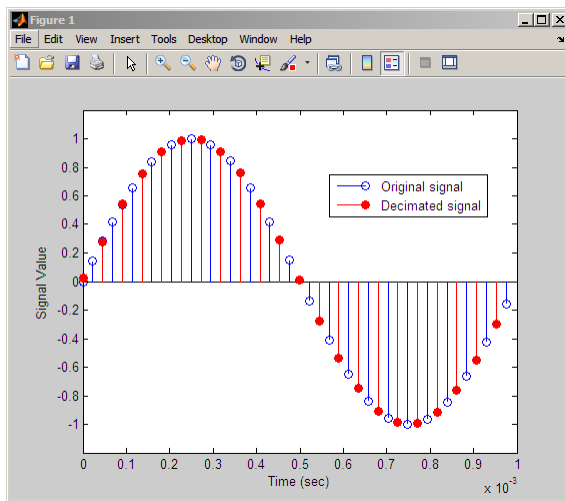 Figure 1
File Edit View Insert Tools Desktop Window Help
1
0.8
0.6
0.4
0.2
0
-0.2
-0.4
-0.6
-0.8
-1
Signal Value
Original signal
Decimated signal
0 0.1 0.2 0.3 0.4 0.5 0.6 0.7 0.8 0.9 1
Time (sec)
x 10^-3